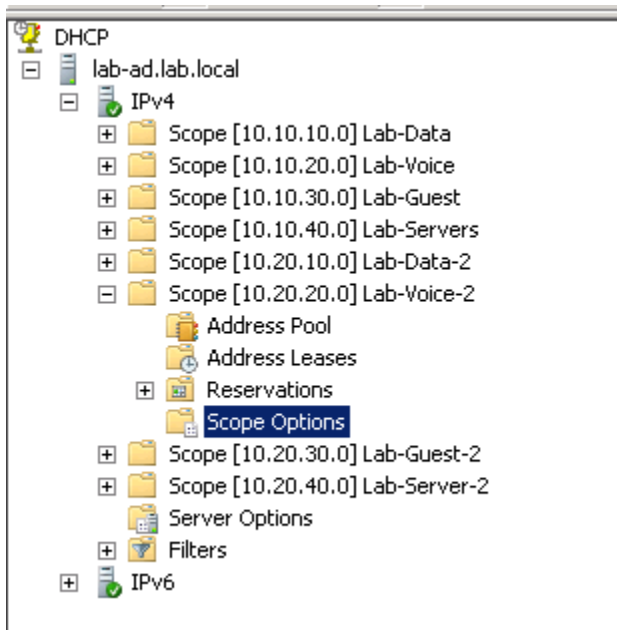 DHCP
lab-ad.lab.local
IPv4
Scope [10.10.10.0] Lab-Data
Scope [10.10.20.0] Lab-Voice
Scope [10.10.30.0] Lab-Guest
Scope [10.10.40.0] Lab-Servers
Scope [10.20.10.0] Lab-Data-2
Scope [10.20.20.0] Lab-Voice-2
Address Pool
Address Leases
Reservations
Scope Options
Scope [10.20.30.0] Lab-Guest-2
Scope [10.20.40.0] Lab-Server-2
Server Options
Filters
IPv6